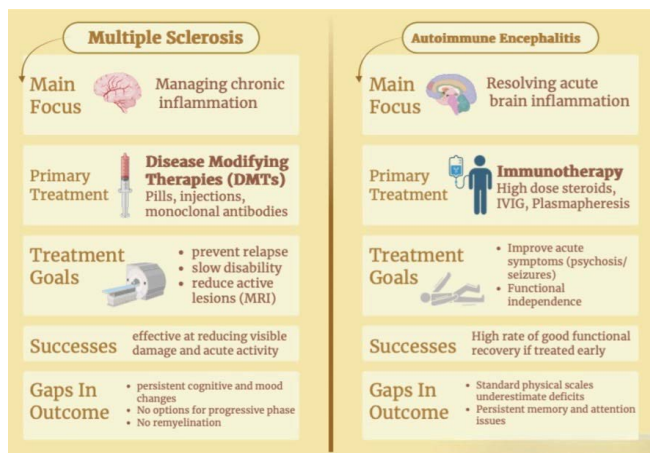 Multiple Sclerosis
Main
Focus
Managing chronic
inflammation
Primary
Treatment
Disease Modifying
Therapies (DMTs)
Pills, injections,
monoclonal antibodies
Treatment
Goals
• prevent relapse
• slow disability
• reduce active
lesions (MRI)
Successes
effective at reducing visible
damage and acute activity
Gaps In
Outcome
• persistent cognitive and mood
changes
• No options for progressive phase
• No remyelination
Autoimmune Encephalitis
Main
Focus
Resolving acute
brain inflammation
Primary
Treatment
Immunotherapy
High dose steroids,
IVIG, Plasmapheresis
Treatment
Goals
• Improve acute
symptoms (psychosis/
seizures)
• Functional
independence
Successes
High rate of good functional
recovery if treated early
Gaps In
Outcome
• Standard physical scales
underestimate deficits
• Persistent memory and attention
issues